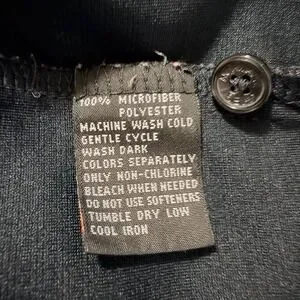 100% MICROFIBER
POLYESTER
MACHINE WASH COLD
GENTLE CYCLE
WASH DARK
COLORS SEPARATELY
ONLY NON-CHLORINE
BLEACH WHEN NEEDED
DO NOT USE SOFTENERS
TUMBLE DRY LOW
COOL IRON